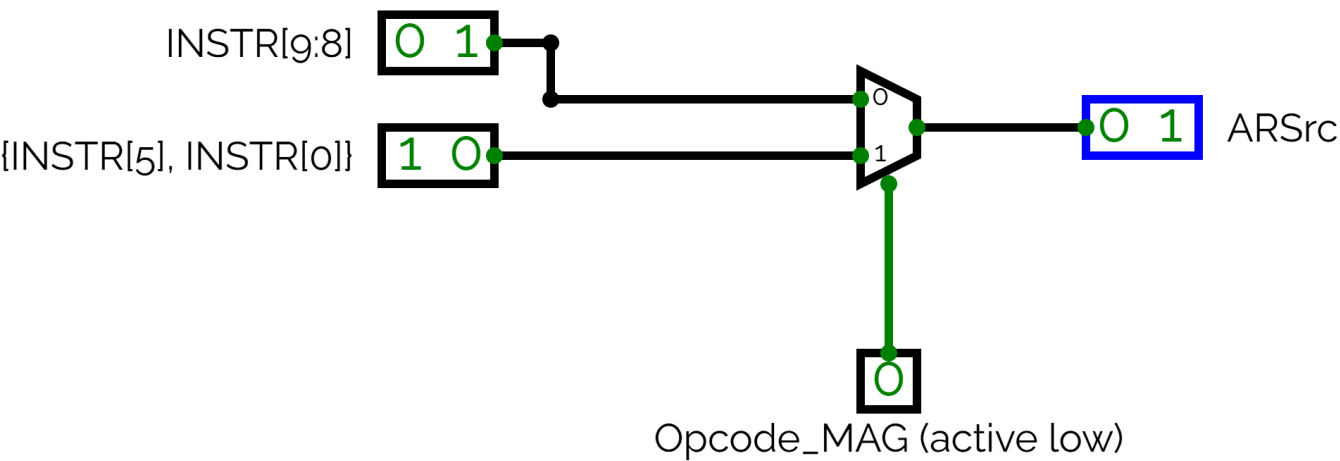 INSTR[9:8]
0 1
0
{INSTR[5], INSTR[0]}
1 0
1
0 1
ARSrc
0
Opcode_MAG (active low)